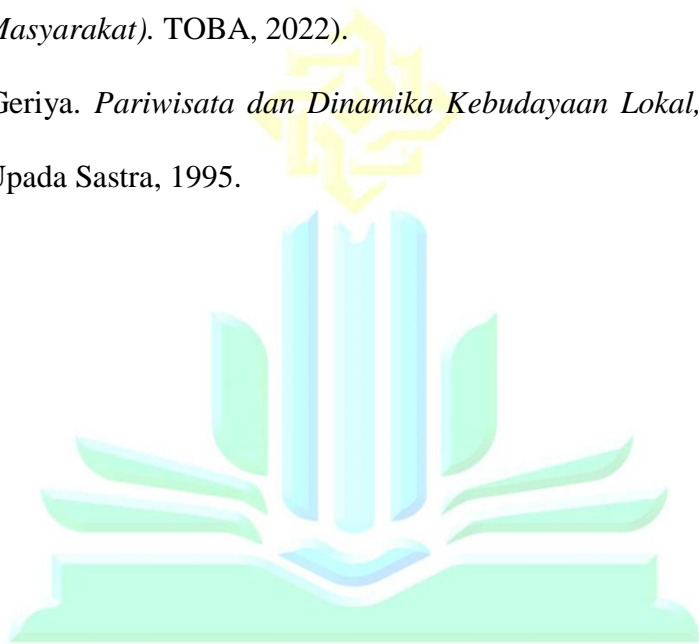 Masyarakat). TOBA, 2022).
Geriya. Pariwisata dan Dinamika Kebudayaan Lokal,
Upada Sastra, 1995.